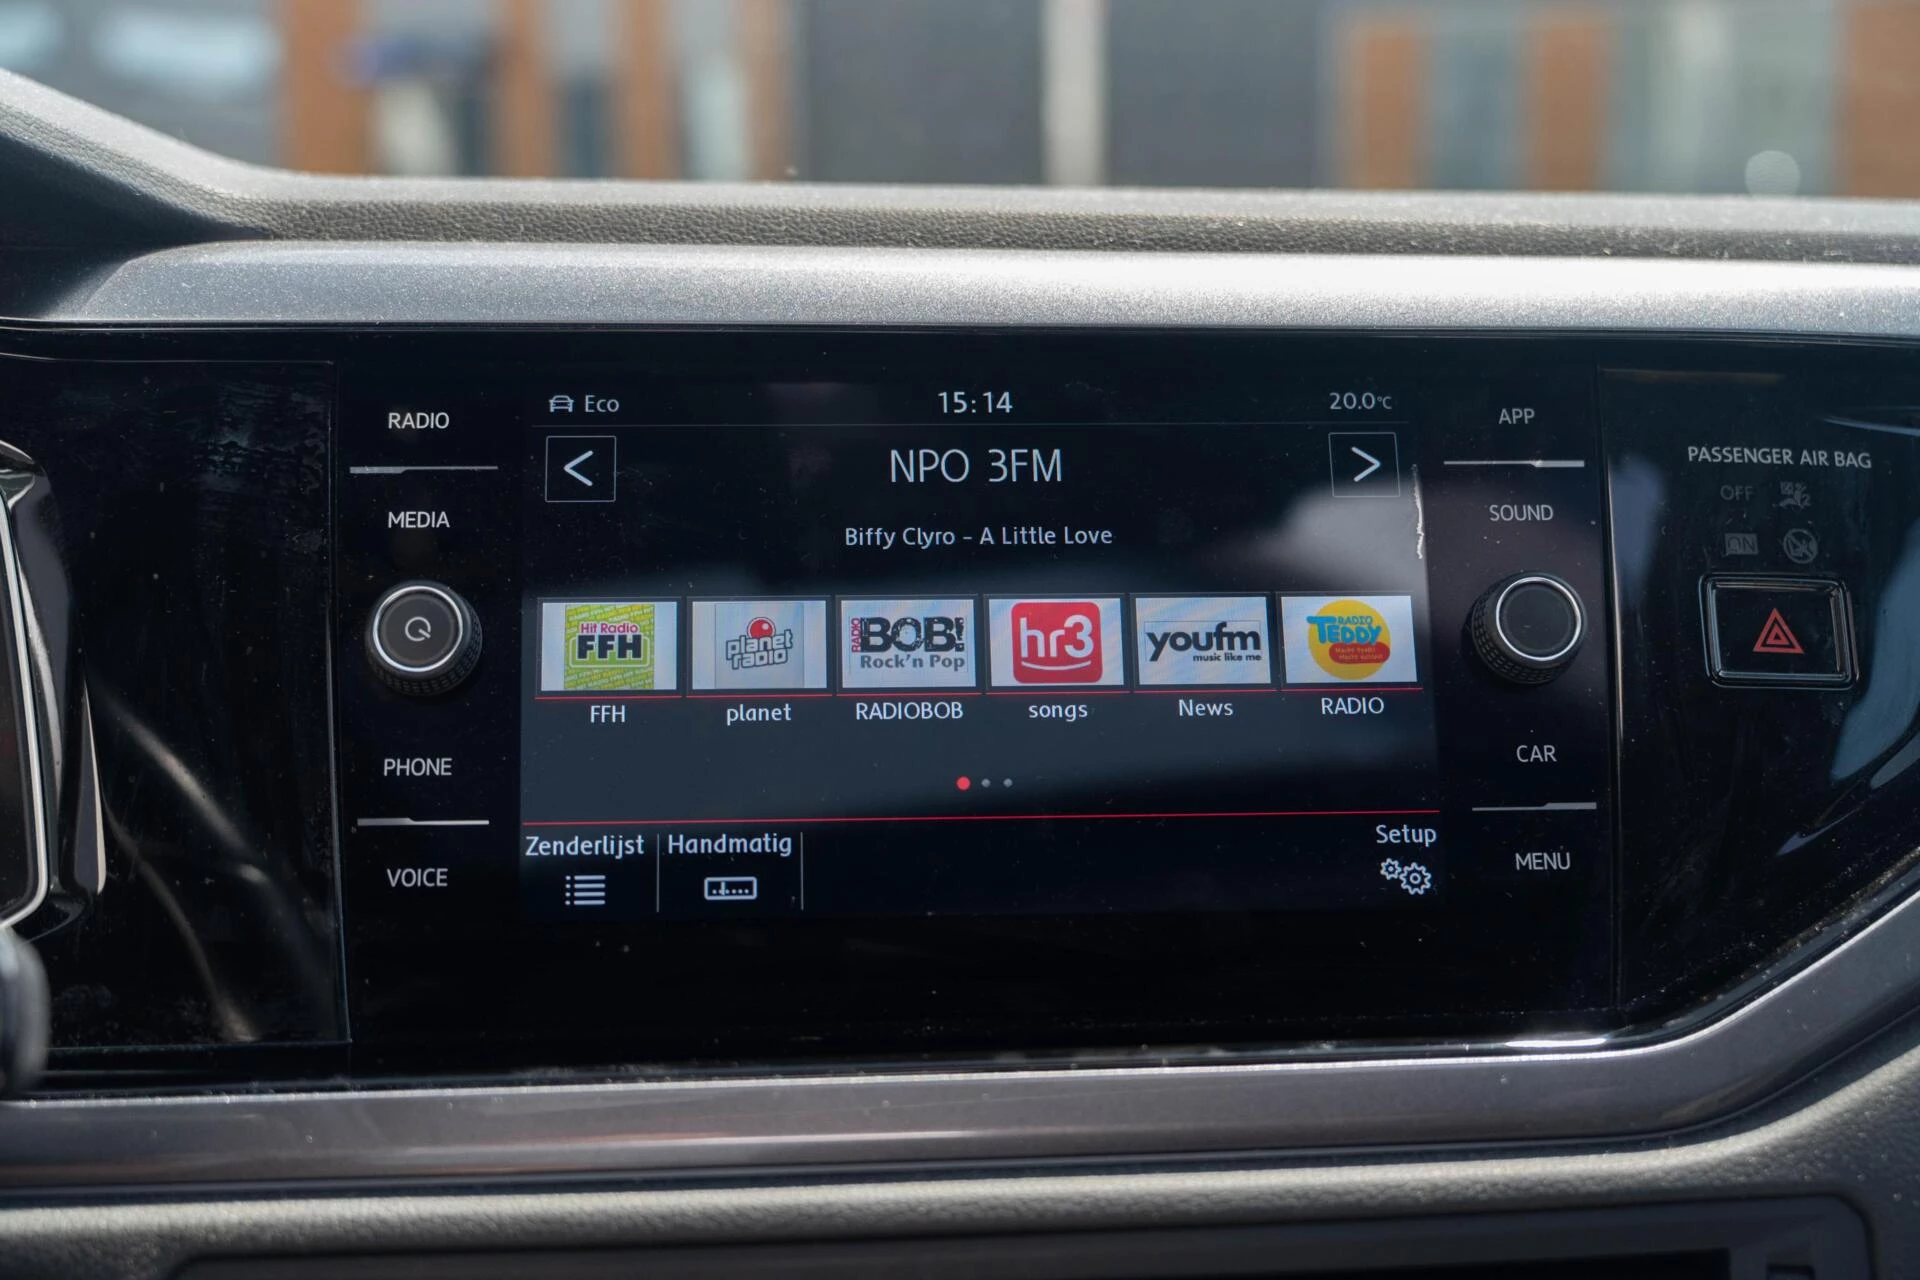 RADIO
MEDIA
PHONE
VOICE
Eco
15:14
20.0°C
NPO 3FM
Biffy Clyro - A Little Love
Hit Radio
FFH
planet
radio
RADIO
BOB!
Rock'n Pop
hr3
youfm
music like me
RADIO
TEDDY
FFH
planet
RADIOBOB
songs
News
RADIO
Zenderlijst
Handmatig
Setup
APP
SOUND
CAR
MENU
PASSENGER AIR BAG
OFF
ON